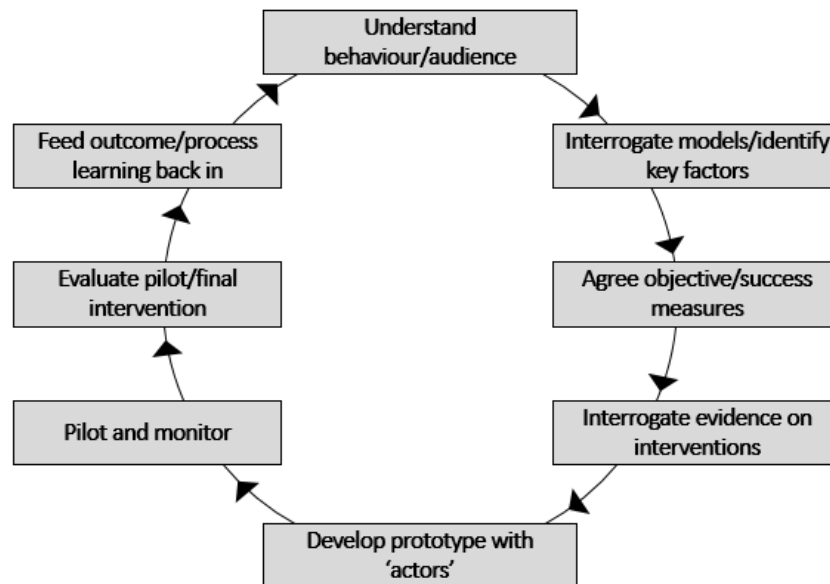 Understand
behaviour/audience
Interrogate models/identify
key factors
Agree objective/success
measures
Interrogate evidence on
interventions
Develop prototype with
‘actors’
Pilot and monitor
Evaluate pilot/final
intervention
Feed outcome/process
learning back in